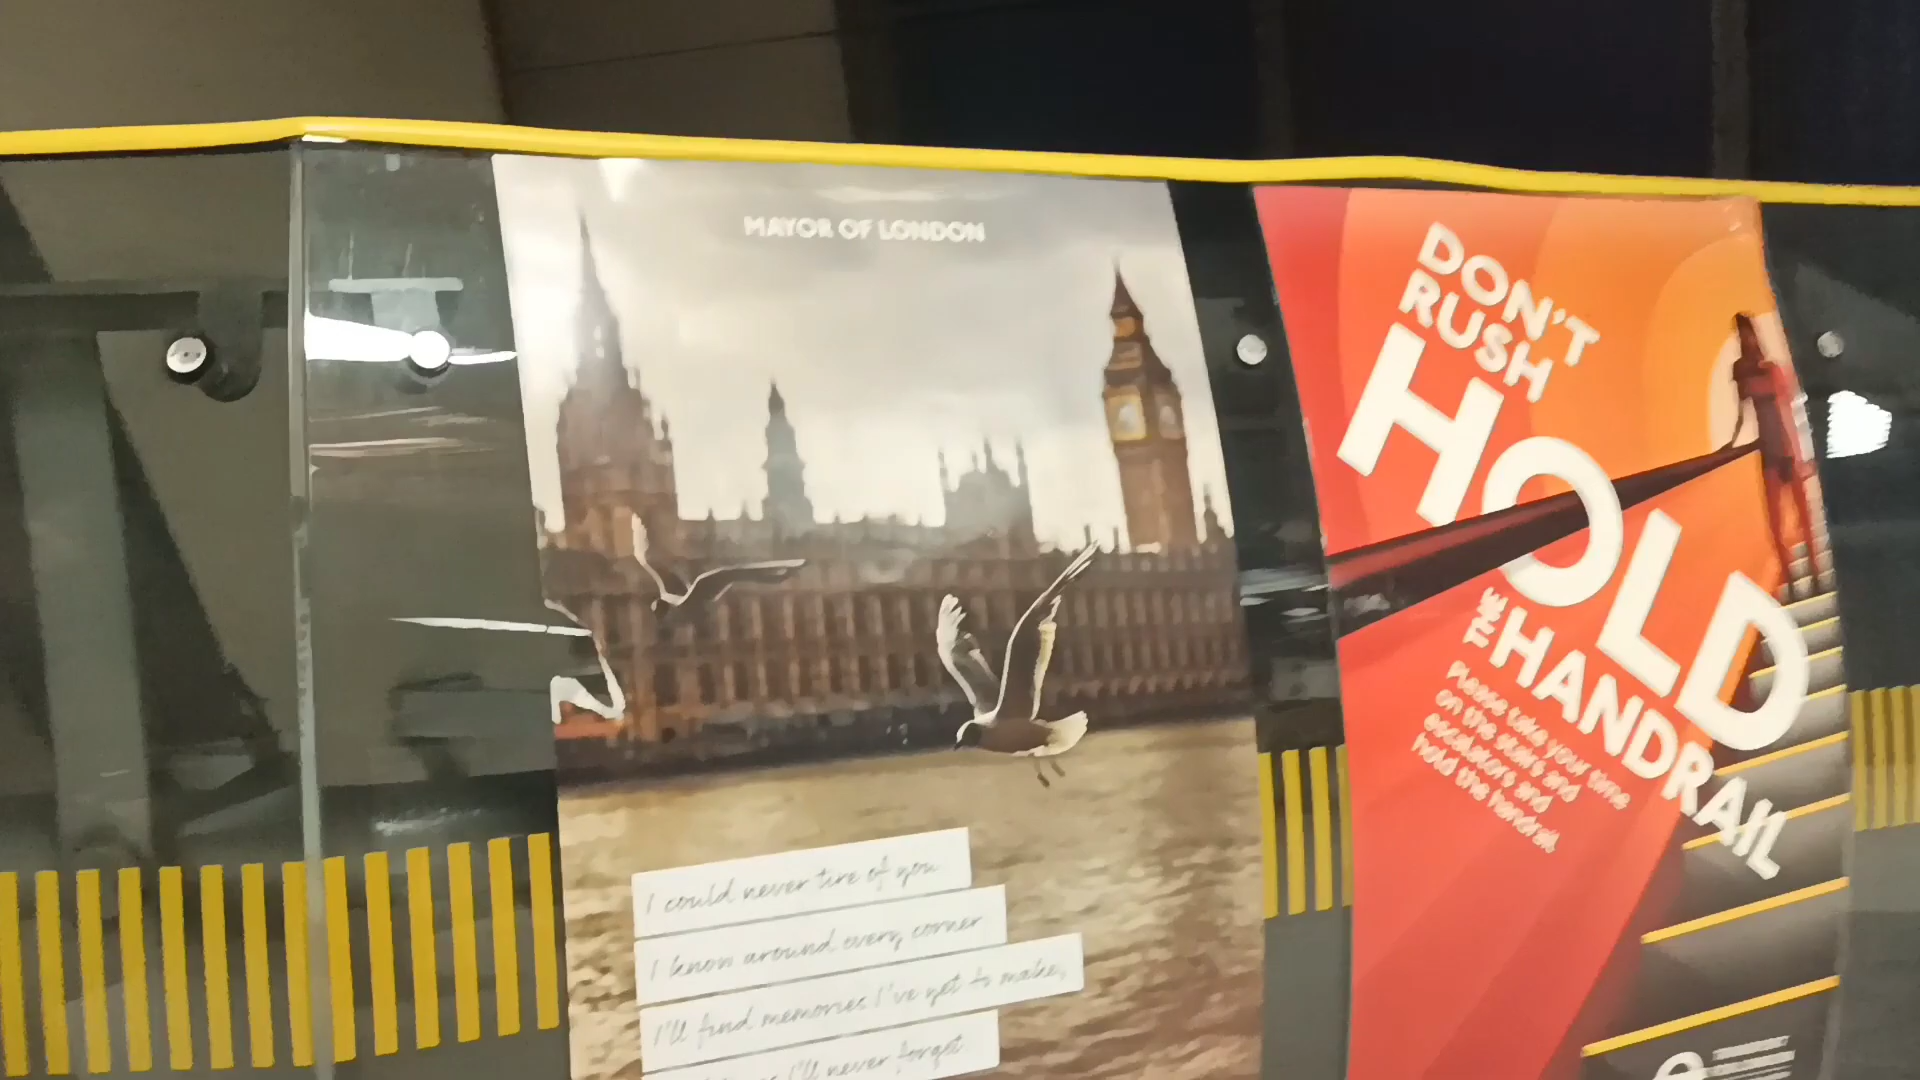 MAYOR OF LONDON
I could never tire of you
I know around every corner
I'll find memories I've yet to make,
I'll never forget
DON'T
RUSH
HOLD
THE HANDRAIL
Please take your time
on the stairs and
escalators and
hold the handrail.